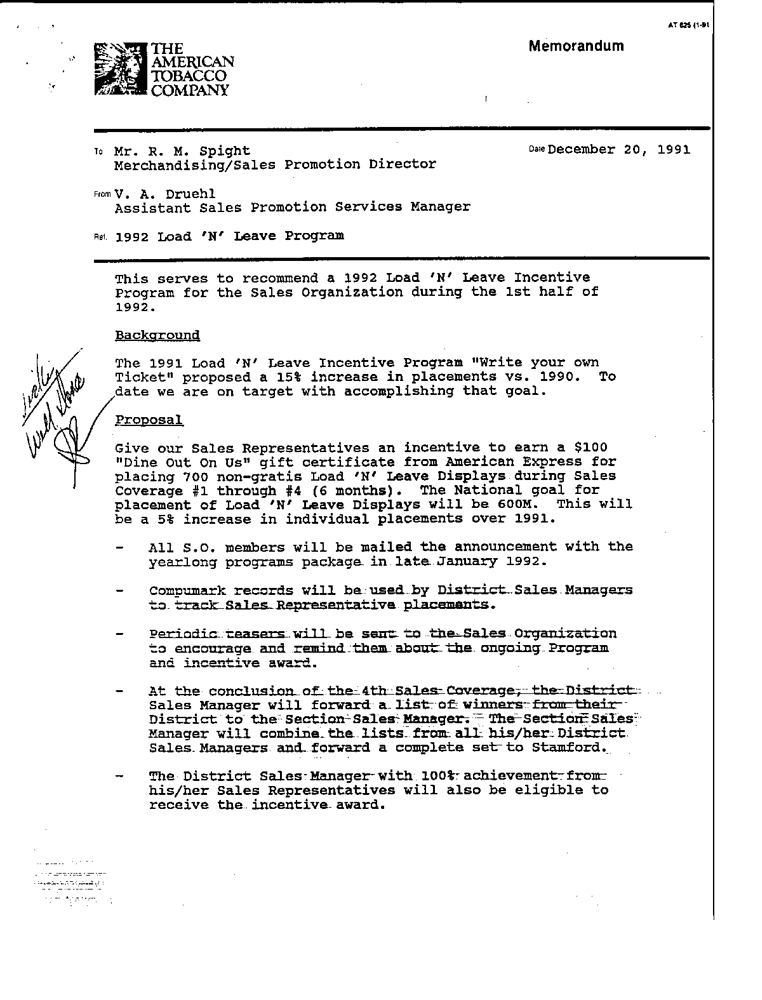 AT 825 (1-91
THE
AMERICAN
TOBACCO
COMPANY
Memorandum
To Mr. R. M. Spight
Merchandising/Sales Promotion Director
Date December 20, 1991
From V. A. Druehl
Assistant Sales Promotion Services Manager
Ref. 1992 Load 'N' Leave Program
This serves to recommend a 1992 Load 'N' Leave Incentive
Program for the Sales Organization during the 1st half of
1992.
Background
The 1991 Load 'N' Leave Incentive Program "Write your own
Ticket" proposed a 15% increase in placements vs. 1990. To
date we are on target with accomplishing that goal.
Well Done
Proposal
Give our Sales Representatives an incentive to earn a $100
"Dine Out On Us" gift certificate from American Express for
placing 700 non-gratis Load 'N' Leave Displays during Sales
Coverage #1 through #4 (6 months). The National goal for
placement of Load 'N' Leave Displays will be 600M. This will
be a 5% increase in individual placements over 1991.
- All S.O. members will be mailed the announcement with the
yearlong programs package in late January 1992.
- Compumark records will be used by District Sales Managers
to track Sales Representative placements.
- Periodic teasers will be sent to the Sales Organization
to encourage and remind them about the ongoing Program
and incentive award.
- At the conclusion of the 4th Sales Coverage, the District
Sales Manager will forward a list of winners from their
District to the Section Sales Manager. The Section Sales
Manager will combine the lists from all his/her District
Sales Managers and forward a complete set to Stamford.
- The District Sales Manager with 100% achievement from
his/her Sales Representatives will also be eligible to
receive the incentive award.